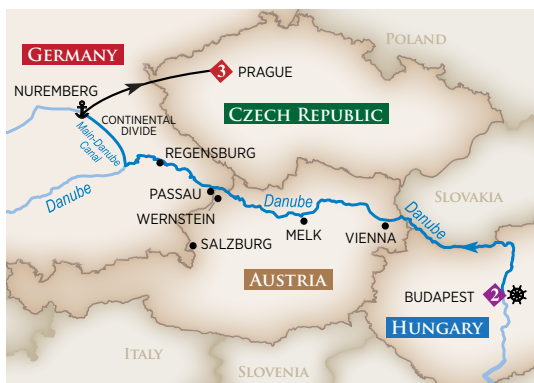 POLAND
GERMANY
NUREMBERG
3
PRAGUE
CONTINENTAL
DIVIDE
CZECH REPUBLIC
Main-Danube
Canal
REGENSBURG
Danube
PASSAU
WERNSTEIN
Danube
SLOVAKIA
Danube
MELK
VIENNA
SALZBURG
AUSTRIA
BUDAPEST
2
HUNGARY
ITALY
SLOVENIA